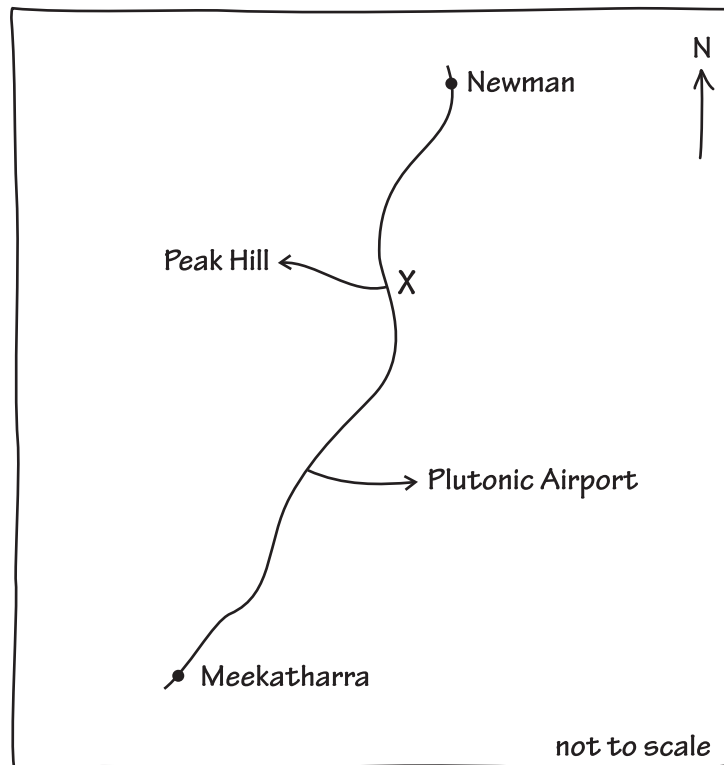 N
Newman
Peak Hill
X
Plutonic Airport
Meekatharra
not to scale